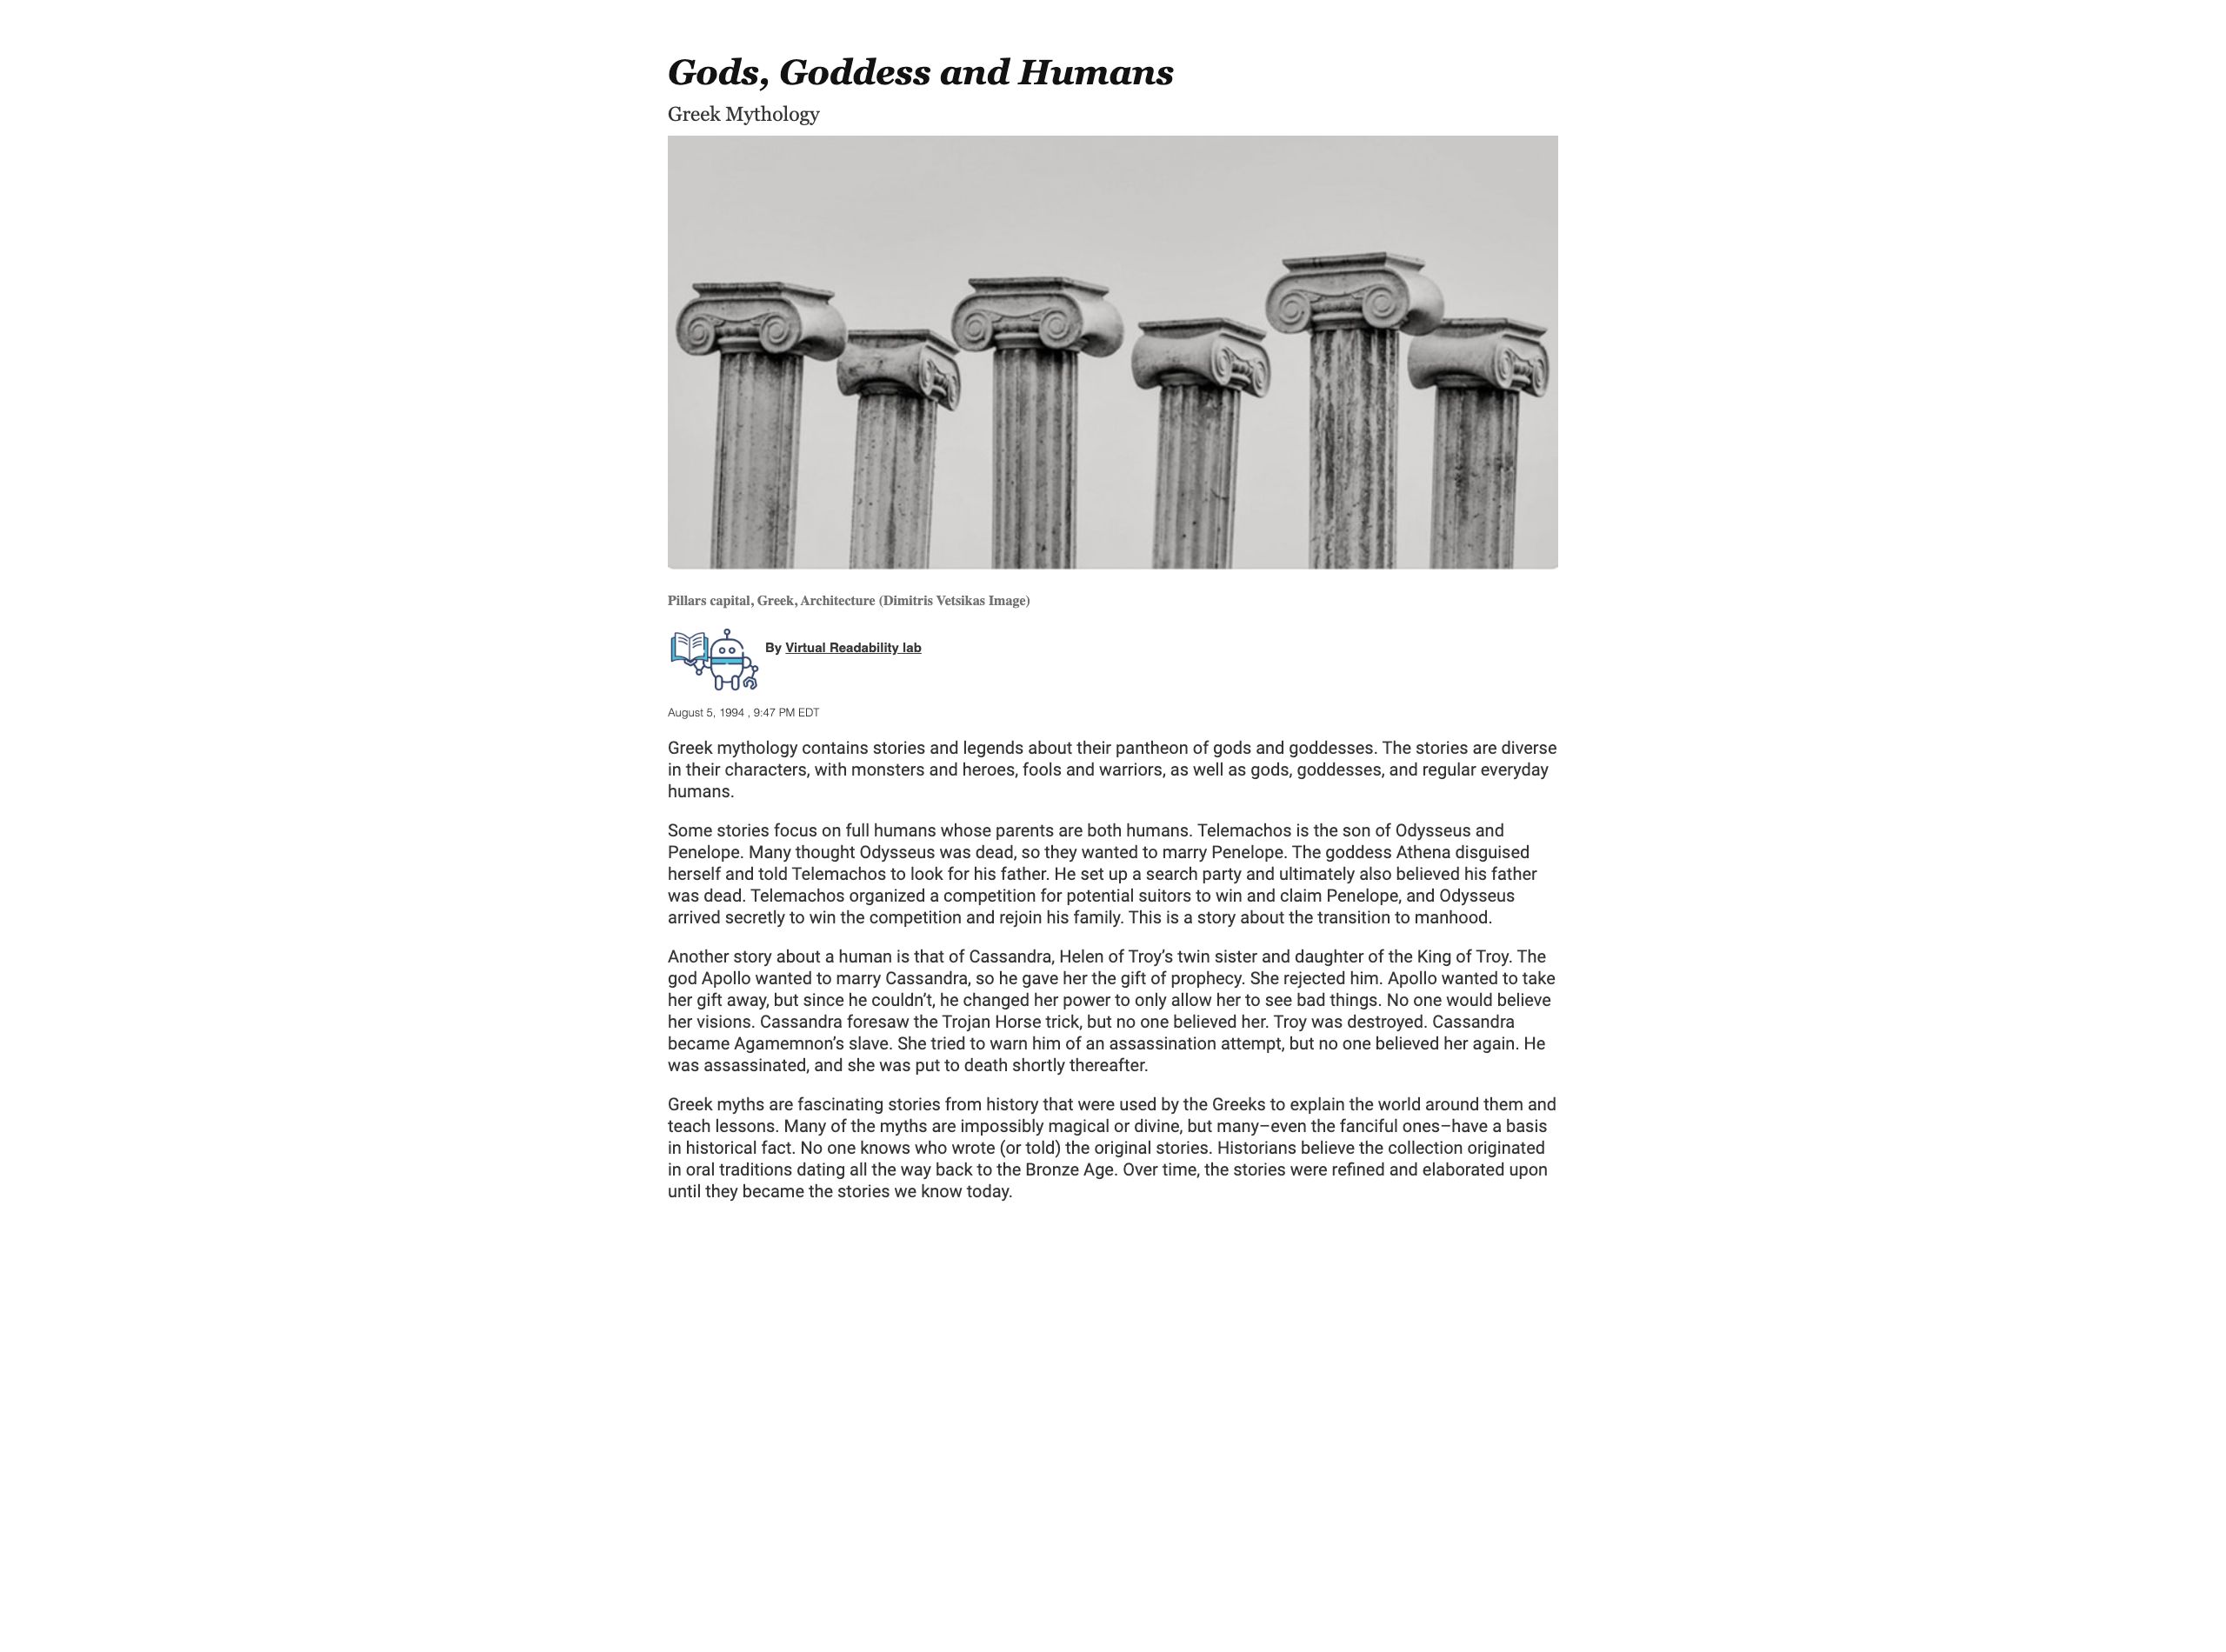 Gods, Goddess and Humans
Greek Mythology
Pillars capital, Greek, Architecture (Dimitris Vetsikas Image)
By Virtual Readability lab
August 5, 1994 , 9:47 PM EDT
Greek mythology contains stories and legends about their pantheon of gods and goddesses. The stories are diverse
in their characters, with monsters and heroes, fools and warriors, as well as gods, goddesses, and regular everyday
humans.
Some stories focus on full humans whose parents are both humans. Telemachos is the son of Odysseus and
Penelope. Many thought Odysseus was dead, so they wanted to marry Penelope. The goddess Athena disguised
herself and told Telemachos to look for his father. He set up a search party and ultimately also believed his father
was dead. Telemachos organized a competition for potential suitors to win and claim Penelope, and Odysseus
arrived secretly to win the competition and rejoin his family. This is a story about the transition to manhood.
Another story about a human is that of Cassandra, Helen of Troy’s twin sister and daughter of the King of Troy. The
god Apollo wanted to marry Cassandra, so he gave her the gift of prophecy. She rejected him. Apollo wanted to take
her gift away, but since he couldn’t, he changed her power to only allow her to see bad things. No one would believe
her visions. Cassandra foresaw the Trojan Horse trick, but no one believed her. Troy was destroyed. Cassandra
became Agamemnon’s slave. She tried to warn him of an assassination attempt, but no one believed her again. He
was assassinated, and she was put to death shortly thereafter.
Greek myths are fascinating stories from history that were used by the Greeks to explain the world around them and
teach lessons. Many of the myths are impossibly magical or divine, but many–even the fanciful ones–have a basis
in historical fact. No one knows who wrote (or told) the original stories. Historians believe the collection originated
in oral traditions dating all the way back to the Bronze Age. Over time, the stories were refined and elaborated upon
until they became the stories we know today.